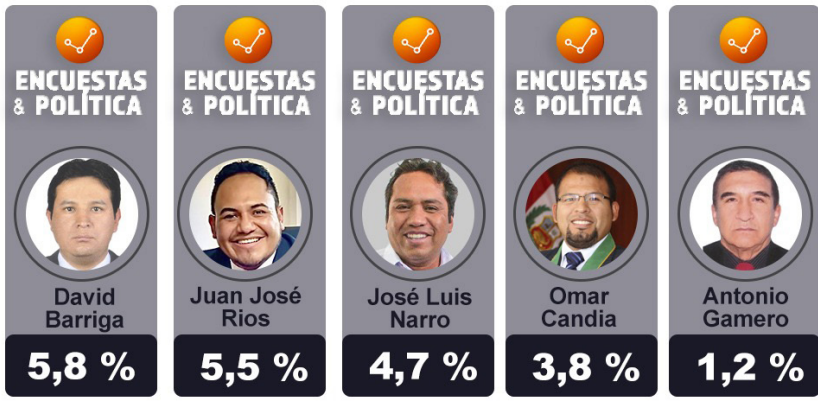 ENCUESTAS
& POLÍTICA
David
Barriga
5,8 %
ENCUESTAS
& POLÍTICA
Juan José
Rios
5,5 %
ENCUESTAS
& POLÍTICA
José Luis
Narro
4,7 %
ENCUESTAS
& POLÍTICA
Omar
Candia
3,8 %
ENCUESTAS
& POLÍTICA
Antonio
Gamero
1,2 %